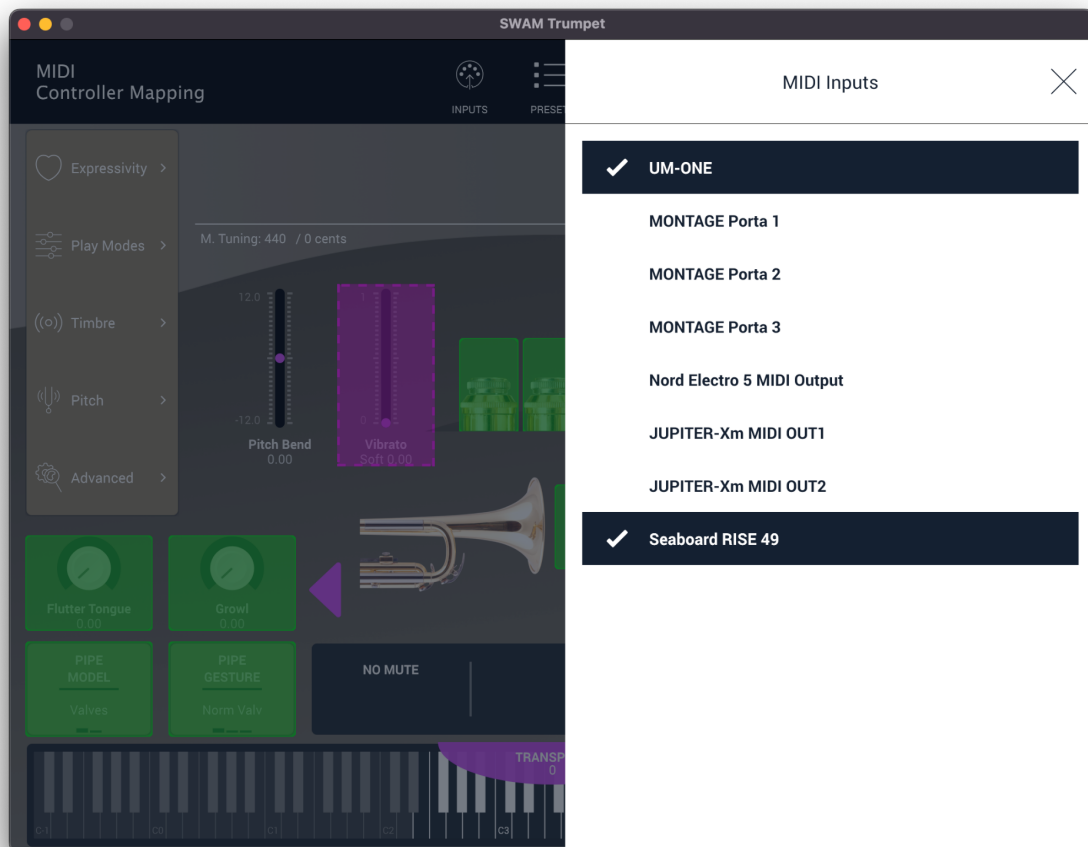 SWAM Trumpet
MIDI
Controller Mapping
INPUTS
PRESET
MIDI Inputs
Expressivity
Play Modes
Timbre
Pitch
Advanced
M. Tuning: 440 / 0 cents
12.0
-12.0
Pitch Bend
0.00
1
0
Vibrato
Soft 0.00
Flutter Tongue
0.00
Growl
0.00
PIPE
MODEL
Valves
PIPE
GESTURE
Norm Valv
NO MUTE
TRANSP
0
C-1
C0
C1
C2
C3
UM-ONE
MONTAGE Porta 1
MONTAGE Porta 2
MONTAGE Porta 3
Nord Electro 5 MIDI Output
JUPITER-Xm MIDI OUT1
JUPITER-Xm MIDI OUT2
Seaboard RISE 49